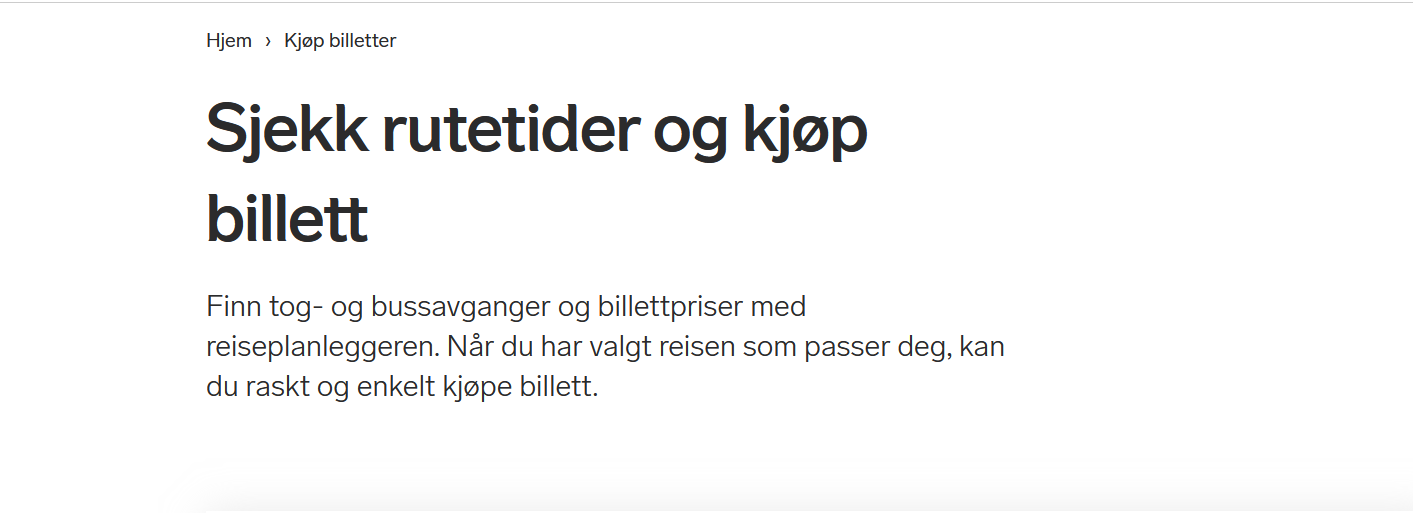 Hjem › Kjøp billetter
Sjekk rutetider og kjøp
billett
Finn tog- og bussavganger og billettpriser med
reiseplanleggeren. Når du har valgt reisen som passer deg, kan
du raskt og enkelt kjøpe billett.